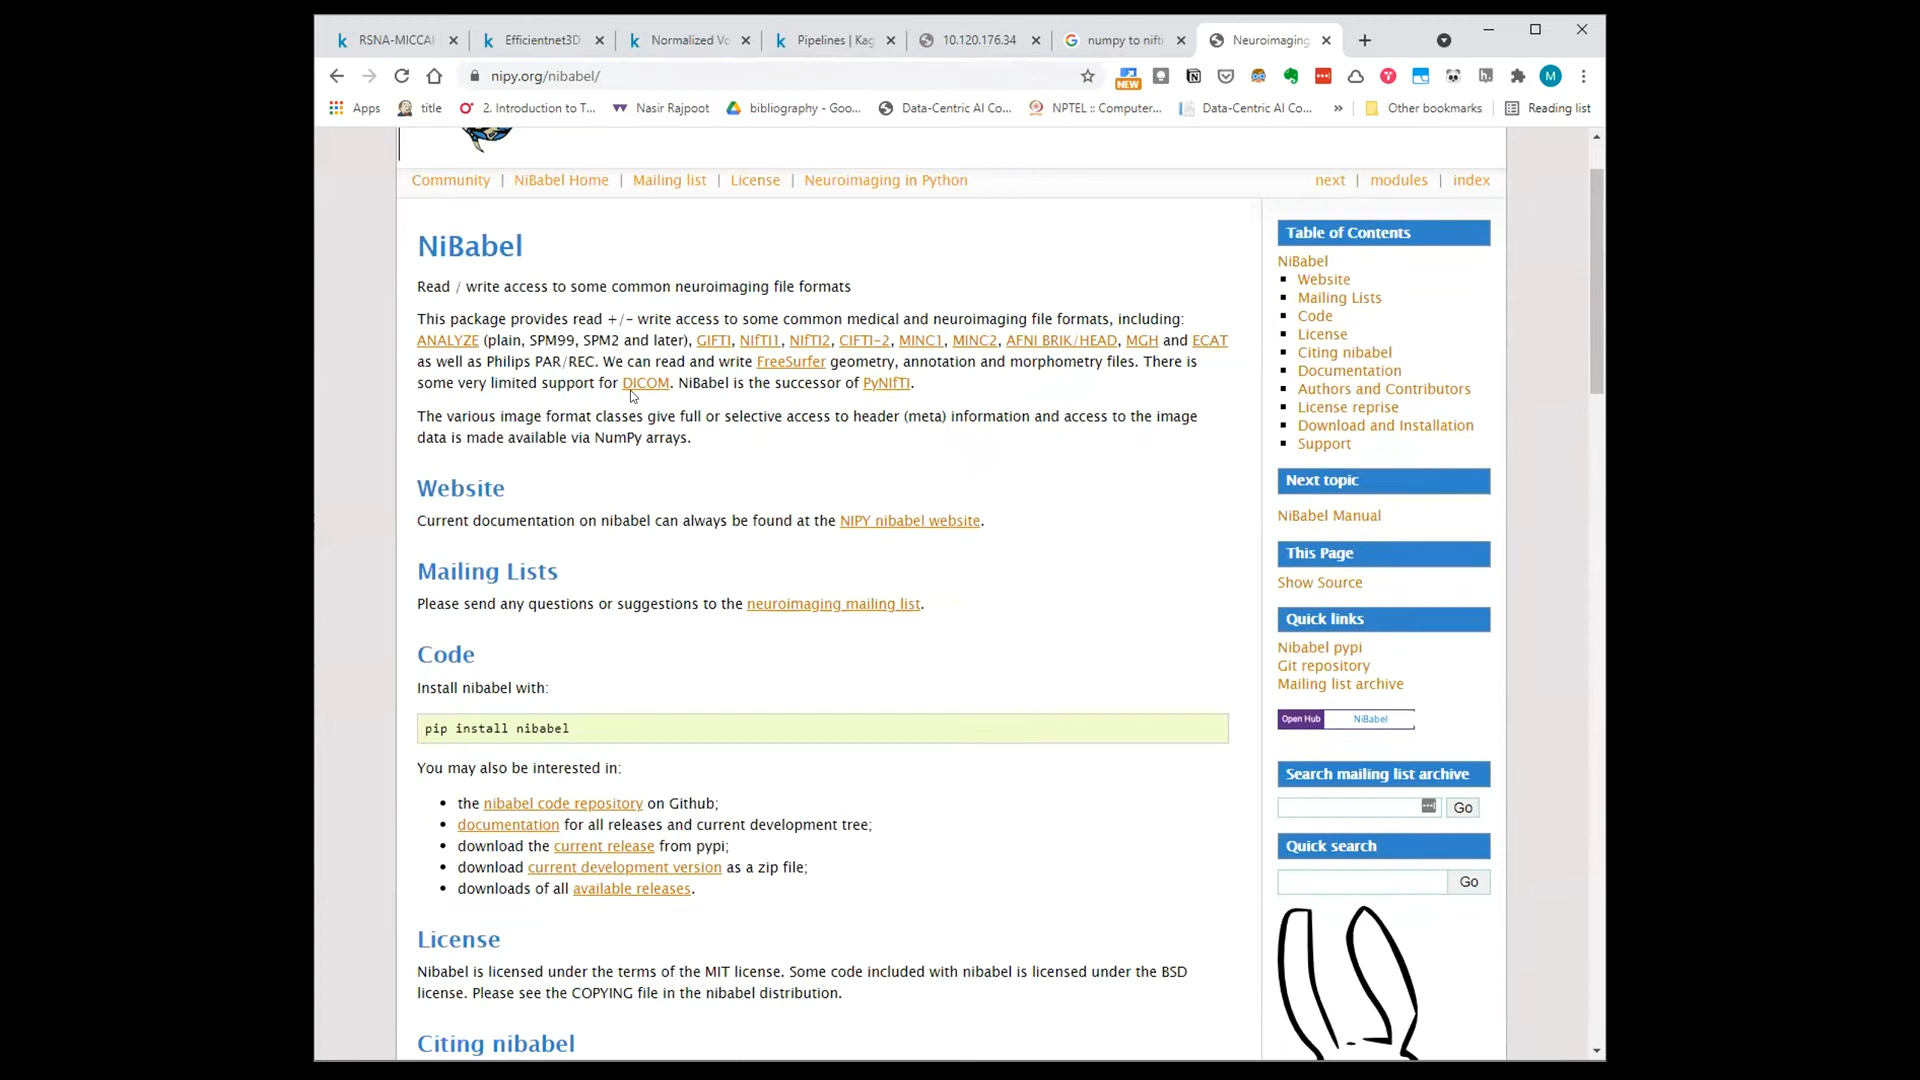 RSNA-MICCAI
Efficientnet3D
Normalized Vo
Pipelines | Kag
10.120.176.34
numpy to nifti
Neuroimaging
nipy.org/nibabel/
NEW
M
Apps
title
2. Introduction to T...
Nasir Rajpoot
bibliography - Goo...
Data-Centric AI Co...
NPTEL :: Computer...
Data-Centric AI Co...
»
Other bookmarks
Reading list
Community | NiBabel Home | Mailing list | License | Neuroimaging in Python
next | modules | index
NiBabel
Read / write access to some common neuroimaging file formats
This package provides read +/- write access to some common medical and neuroimaging file formats, including:
ANALYZE (plain, SPM99, SPM2 and later), GIFTI, NIfTI1, NIfTI2, CIFTI-2, MINC1, MINC2, AFNI BRIK/HEAD, MGH and ECAT
as well as Philips PAR/REC. We can read and write FreeSurfer geometry, annotation and morphometry files. There is
some very limited support for DICOM. NiBabel is the successor of PyNIfTI.
The various image format classes give full or selective access to header (meta) information and access to the image
data is made available via NumPy arrays.
Website
Current documentation on nibabel can always be found at the NIPY nibabel website.
Mailing Lists
Please send any questions or suggestions to the neuroimaging mailing list.
Code
Install nibabel with:
pip install nibabel
You may also be interested in:
• the nibabel code repository on Github;
• documentation for all releases and current development tree;
• download the current release from pypi;
• download current development version as a zip file;
• downloads of all available releases.
License
Nibabel is licensed under the terms of the MIT license. Some code included with nibabel is licensed under the BSD
license. Please see the COPYING file in the nibabel distribution.
Citing nibabel
Table of Contents
NiBabel
Website
Mailing Lists
Code
License
Citing nibabel
Documentation
Authors and Contributors
License reprise
Download and Installation
Support
Next topic
NiBabel Manual
This Page
Show Source
Quick links
Nibabel pypi
Git repository
Mailing list archive
Open Hub NiBabel
Search mailing list archive
Go
Quick search
Go